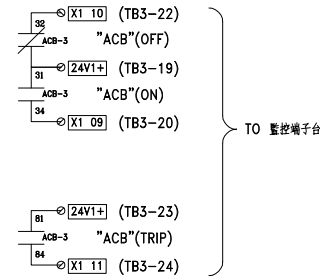 32 X1 10 (TB3-22)
ACB-3 "ACB"(OFF)
31 24V1+ (TB3-19)
ACB-3 "ACB"(ON)
34 X1 09 (TB3-20)
TO 監控端子台
81 24V1+ (TB3-23)
ACB-3 "ACB"(TRIP)
84 X1 11 (TB3-24)